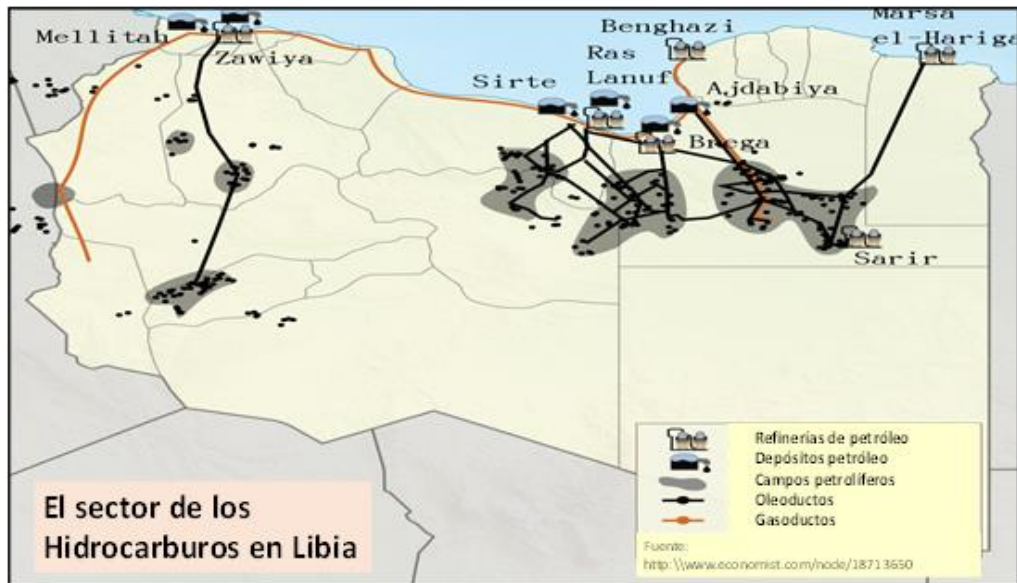 Mellitah
Zawiya
Sirte
Ras
Lanuf
Benghazi
Ajdabiya
Brega
Marsa
el-Hariga
Sarir
Refinerías de petróleo
Depósitos petróleo
Campos petrolíferos
Oleoductos
Gasoductos
Fuente:
http:\\www.economist.com/node/18713650
El sector de los
Hidrocarburos en Libia